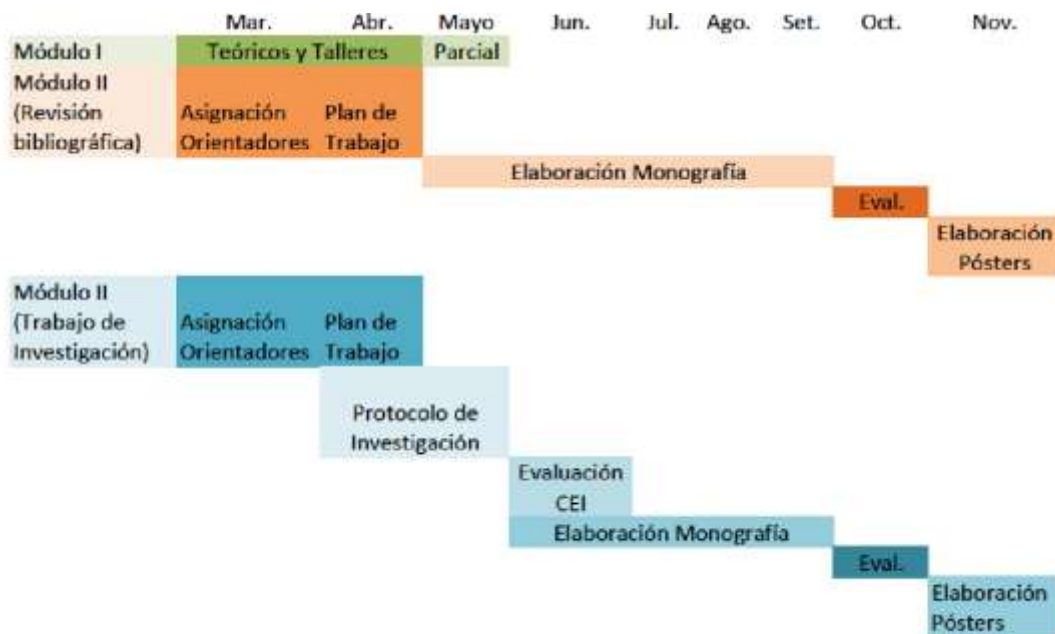 Mar. Abr. Mayo Jun. Jul. Ago. Set. Oct. Nov.
Módulo I Teóricos y Talleres Parcial
Módulo II
(Revisión Asignación Plan de
bibliográfica) Orientadores Trabajo
Elaboración Monografía
Eval.
Elaboración
Pósters
Módulo II
(Trabajo de Asignación Plan de
Investigación) Orientadores Trabajo
Protocolo de
Investigación
Evaluación
CEI
Elaboración Monografía
Eval.
Elaboración
Pósters